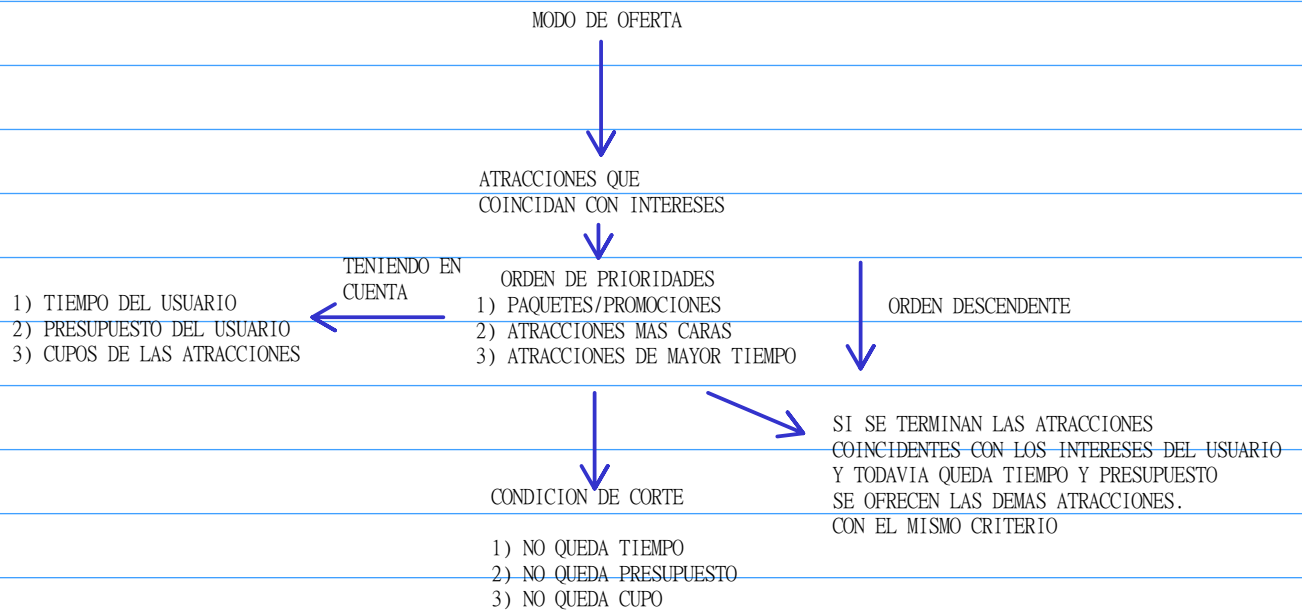 MODO DE OFERTA
ATRACCIONES QUE
COINCIDAN CON INTERESES
TENIENDO EN
CUENTA
1) TIEMPO DEL USUARIO
2) PRESUPUESTO DEL USUARIO
3) CUPOS DE LAS ATRACCIONES
ORDEN DE PRIORIDADES
1) PAQUETES/PROMOCIONES
2) ATRACCIONES MAS CARAS
3) ATRACCIONES DE MAYOR TIEMPO
ORDEN DESCENDENTE
SI SE TERMINAN LAS ATRACCIONES
COINCIDENTES CON LOS INTERESES DEL USUARIO
Y TODAVIA QUEDA TIEMPO Y PRESUPUESTO
SE OFRECEN LAS DEMAS ATRACCIONES.
CON EL MISMO CRITERIO
CONDICION DE CORTE
1) NO QUEDA TIEMPO
2) NO QUEDA PRESUPUESTO
3) NO QUEDA CUPO